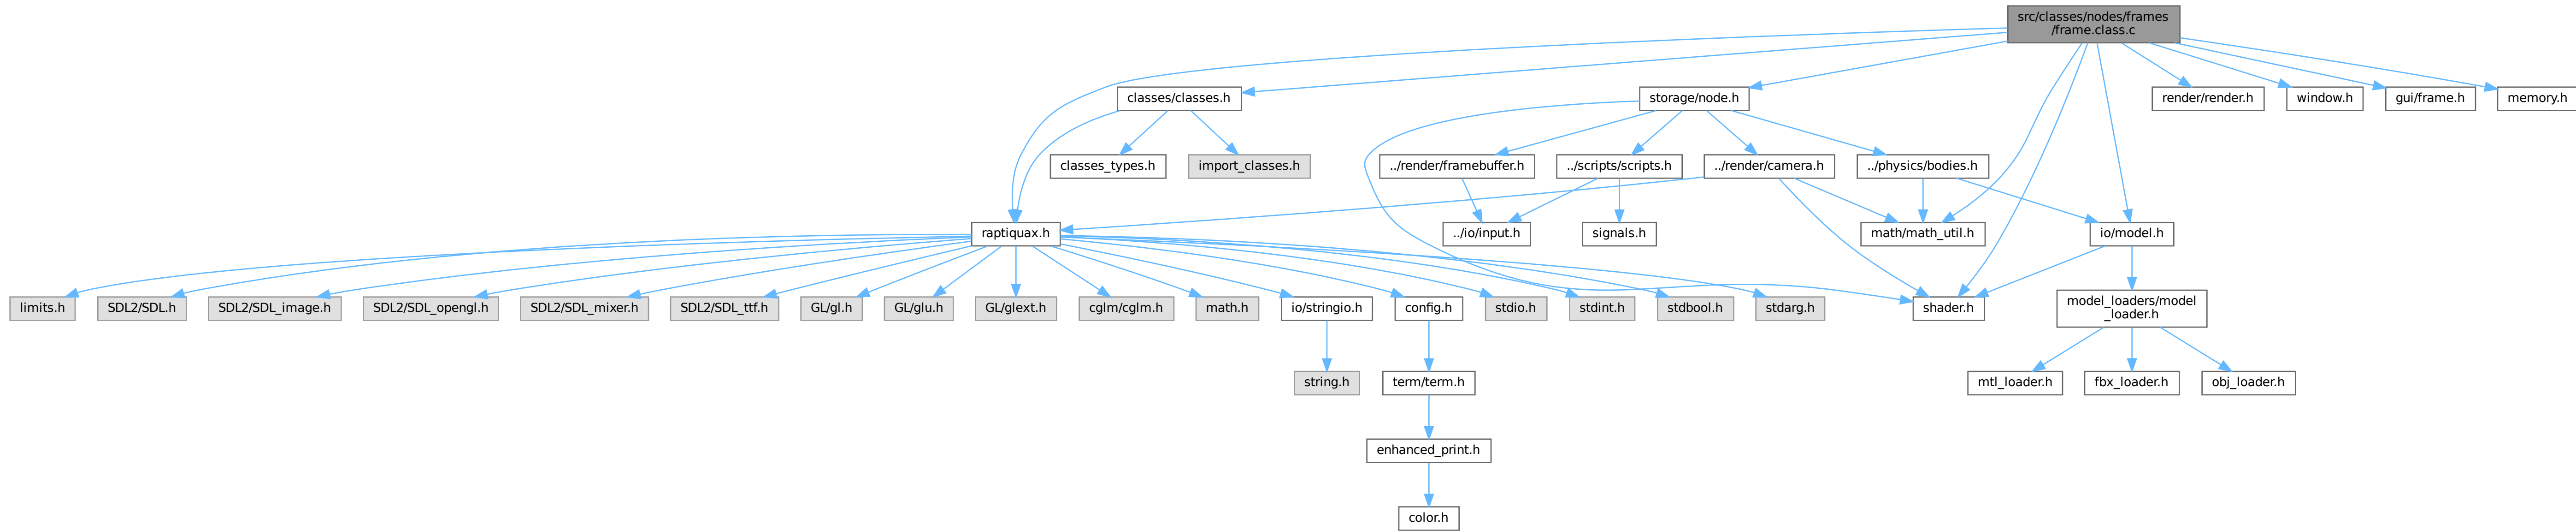 src/classes/nodes/frames
/frame.class.c
classes/classes.h
storage/node.h
render/render.h
window.h
gui/frame.h
memory.h
classes_types.h
import_classes.h
../render/framebuffer.h
../scripts/scripts.h
../render/camera.h
../physics/bodies.h
raptiquax.h
../io/input.h
signals.h
math/math_util.h
io/model.h
limits.h
SDL2/SDL.h
SDL2/SDL_image.h
SDL2/SDL_opengl.h
SDL2/SDL_mixer.h
SDL2/SDL_ttf.h
GL/gl.h
GL/glu.h
GL/glext.h
cglm/cglm.h
math.h
io/stringio.h
config.h
stdio.h
stdint.h
stdbool.h
stdarg.h
shader.h
model_loaders/model
_loader.h
string.h
term/term.h
mtl_loader.h
fbx_loader.h
obj_loader.h
enhanced_print.h
color.h